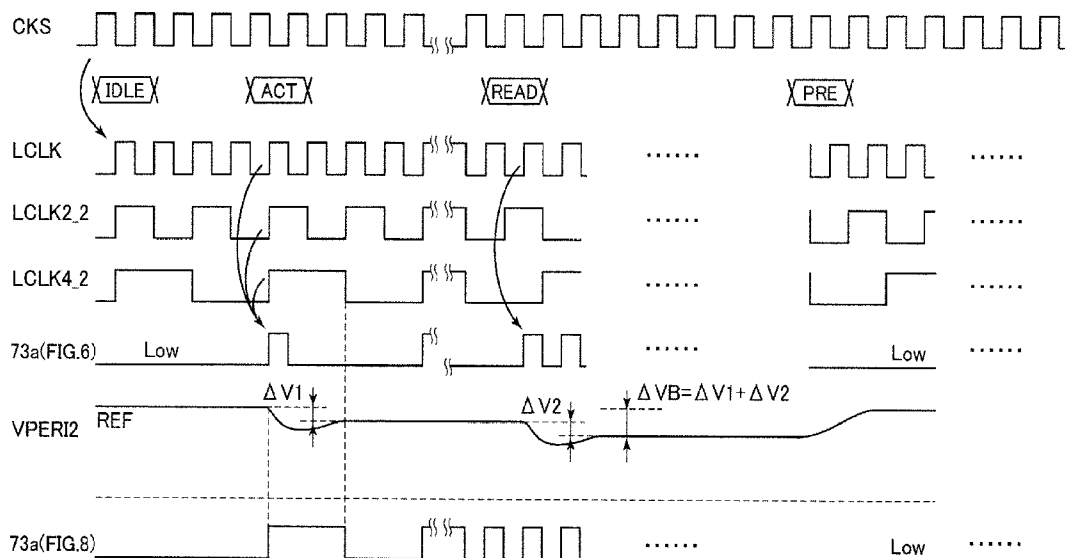 CKS
IDLE ACT READ PRE
LCLK ...... ......
LCLK2_2 ...... ......
LCLK4_2 ...... ......
73a(FIG.6) Low ...... Low ......
VPERI2 REF ΔV1 ΔV2 ΔVB=ΔV1+ΔV2
73a(FIG.8) ...... Low ......